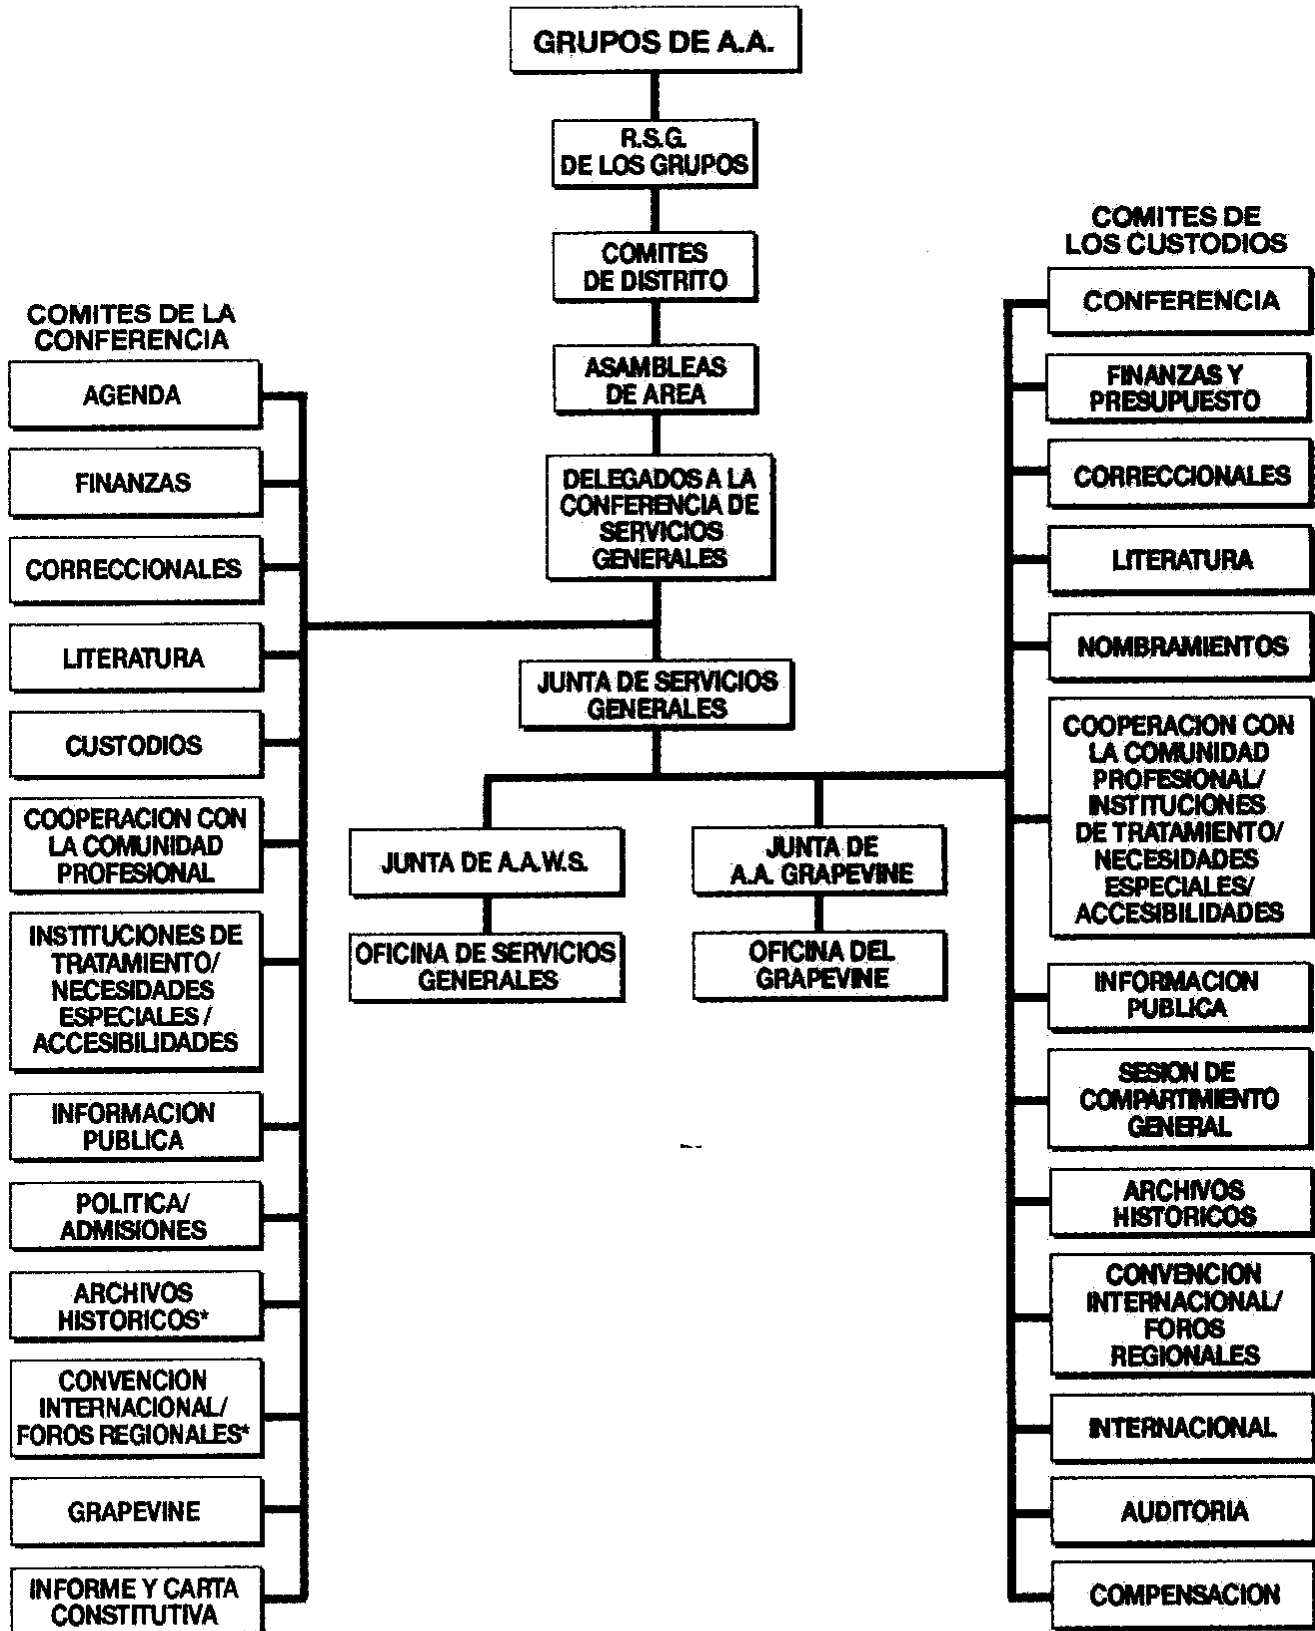 GRUPOS DE A.A.
R.S.G.
DE LOS GRUPOS
COMITES
DE DISTRITO
ASAMBLEAS
DE AREA
DELEGADOS A LA
CONFERENCIA DE
SERVICIOS
GENERALES
JUNTA DE SERVICIOS
GENERALES
JUNTA DE A.A.W.S.
JUNTA DE
A.A. GRAPEVINE
OFICINA DE SERVICIOS
GENERALES
OFICINA DEL
GRAPEVINE
COMITES DE LA
CONFERENCIA
AGENDA
FINANZAS
CORRECCIONALES
LITERATURA
CUSTODIOS
COOPERACION CON
LA COMUNIDAD
PROFESIONAL
INSTITUCIONES DE
TRATAMIENTO/
NECESIDADES
ESPECIALES/
ACCESIBILIDADES
INFORMACION
PUBLICA
POLITICA/
ADMISIONES
ARCHIVOS
HISTORICOS*
CONVENCION
INTERNACIONAL/
FOROS REGIONALES*
GRAPEVINE
INFORME Y CARTA
CONSTITUTIVA
COMITES DE
LOS CUSTODIOS
CONFERENCIA
FINANZAS Y
PRESUPUESTO
CORRECCIONALES
LITERATURA
NOMBRAMIENTOS
COOPERACION CON
LA COMUNIDAD
PROFESIONAL/
INSTITUCIONES
DE TRATAMIENTO/
NECESIDADES
ESPECIALES/
ACCESIBILIDADES
INFORMACION
PUBLICA
SESION DE
COMPARTIMIENTO
GENERAL
ARCHIVOS
HISTORICOS
CONVENCION
INTERNACIONAL/
FOROS
REGIONALES
INTERNACIONAL
AUDITORIA
COMPENSACION